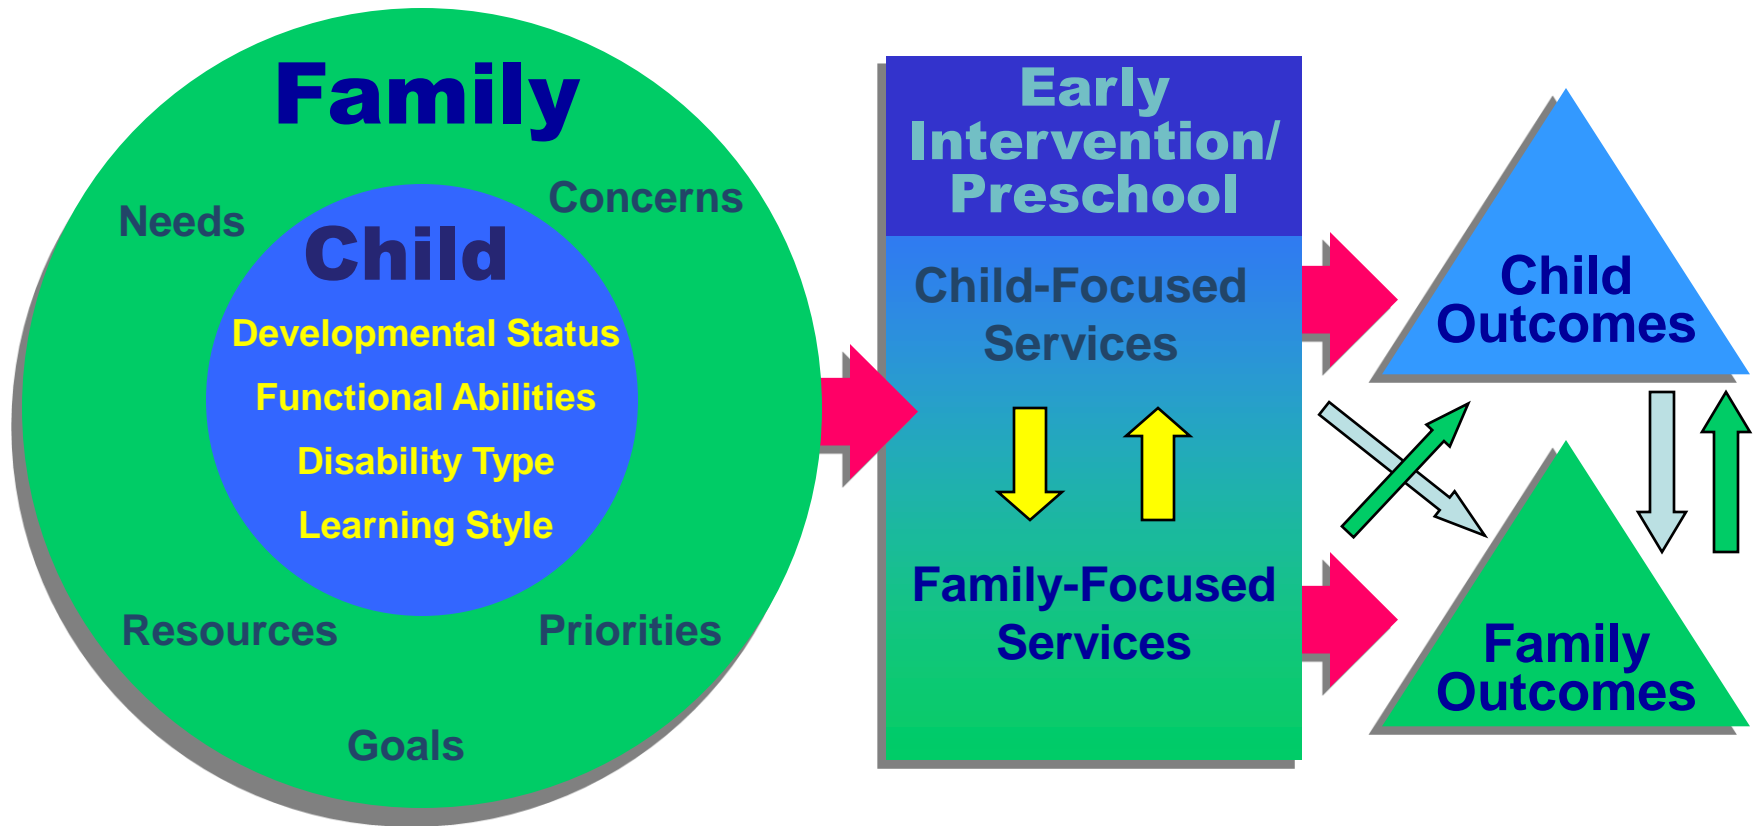 Family
Needs
Concerns
Child
Developmental Status
Functional Abilities
Disability Type
Learning Style
Resources
Priorities
Goals
Early
Intervention/
Preschool
Child-Focused
Services
Family-Focused
Services
Child
Outcomes
Family
Outcomes